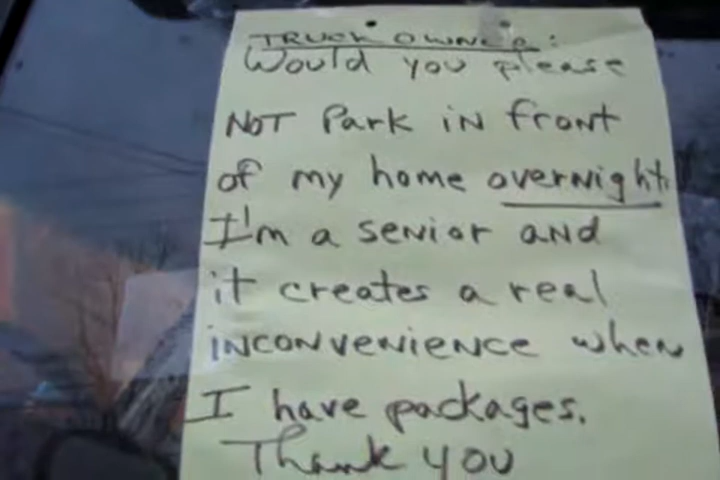 TRUCK OWNER:
Would you please
NOT Park iN front
of my home overNight.
I'm a seNior aND
it creates a real
iNCONveNieNCE wheN
I have packages.
Thank you